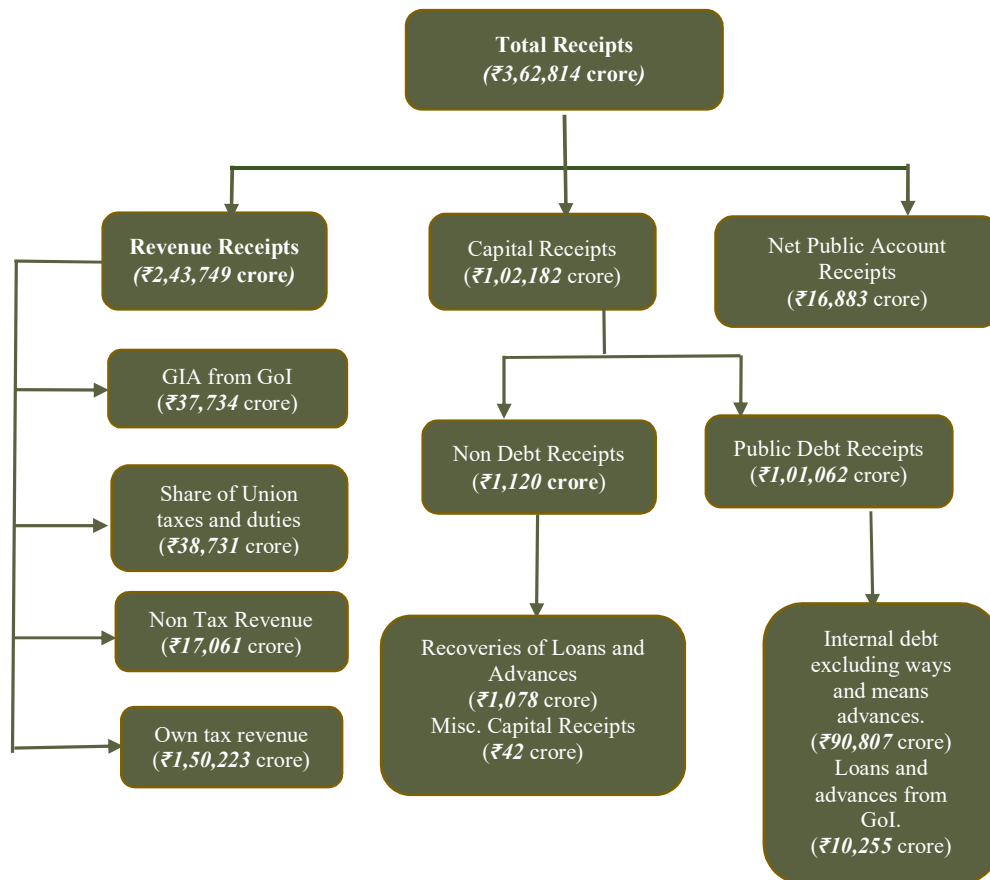 Total Receipts
(₹3,62,814 crore)
Revenue Receipts
(₹2,43,749 crore)
Capital Receipts
(₹1,02,182 crore)
Net Public Account
Receipts
(₹16,883 crore)
GIA from GoI
(₹37,734 crore)
Share of Union
taxes and duties
(₹38,731 crore)
Non Tax Revenue
(₹17,061 crore)
Own tax revenue
(₹1,50,223 crore)
Non Debt Receipts
(₹1,120 crore)
Public Debt Receipts
(₹1,01,062 crore)
Recoveries of Loans and
Advances
(₹1,078 crore)
Misc. Capital Receipts
(₹42 crore)
Internal debt
excluding ways
and means
advances.
(₹90,807 crore)
Loans and
advances from
GoI.
(₹10,255 crore)